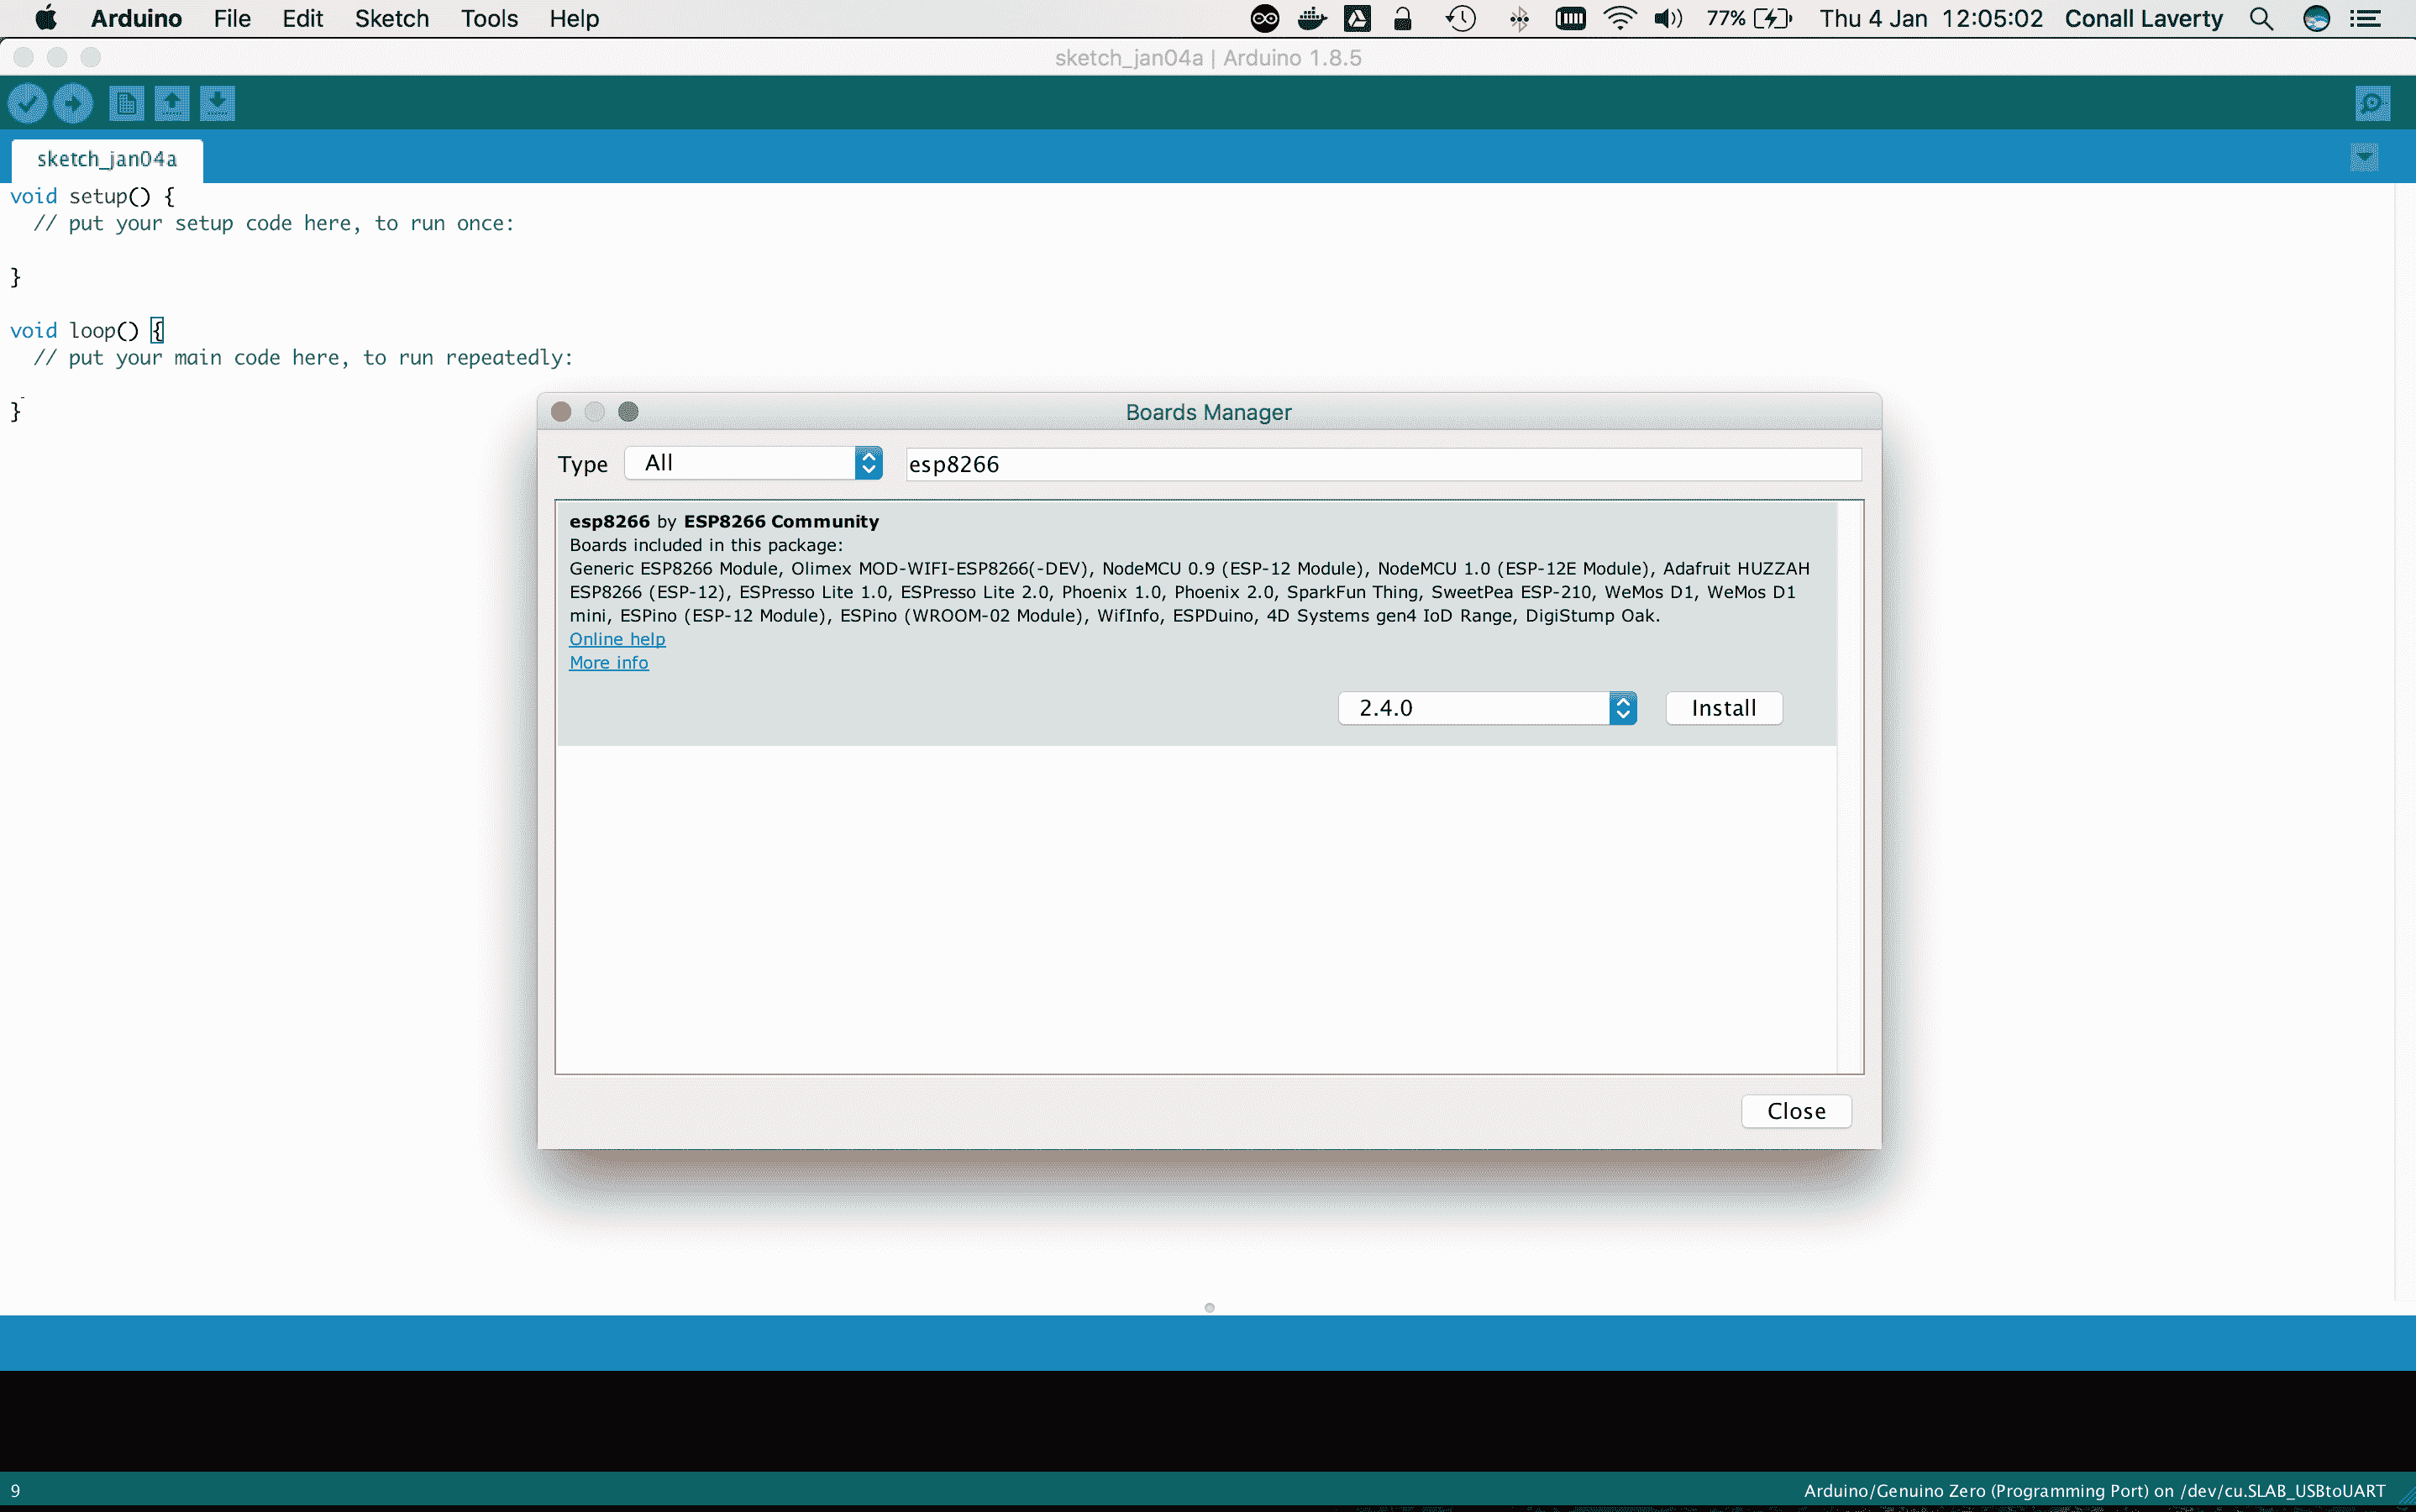 Arduino File Edit Sketch Tools Help 77% Thu 4 Jan 12:05:02 Conall Laverty
sketch_jan04a | Arduino 1.8.5
sketch_jan04a
void setup() {
// put your setup code here, to run once:
}
void loop() {
// put your main code here, to run repeatedly:
}
Boards Manager
Type All esp8266
esp8266 by ESP8266 Community
Boards included in this package:
Generic ESP8266 Module, Olimex MOD-WIFI-ESP8266(-DEV), NodeMCU 0.9 (ESP-12 Module), NodeMCU 1.0 (ESP-12E Module), Adafruit HUZZAH
ESP8266 (ESP-12), ESPresso Lite 1.0, ESPresso Lite 2.0, Phoenix 1.0, Phoenix 2.0, SparkFun Thing, SweetPea ESP-210, WeMos D1, WeMos D1
mini, ESPino (ESP-12 Module), ESPino (WROOM-02 Module), WifInfo, ESPDuino, 4D Systems gen4 IoD Range, DigiStump Oak.
Online help
More info
2.4.0 Install
Close
9 Arduino/Genuino Zero (Programming Port) on /dev/cu.SLAB_USBtoUART